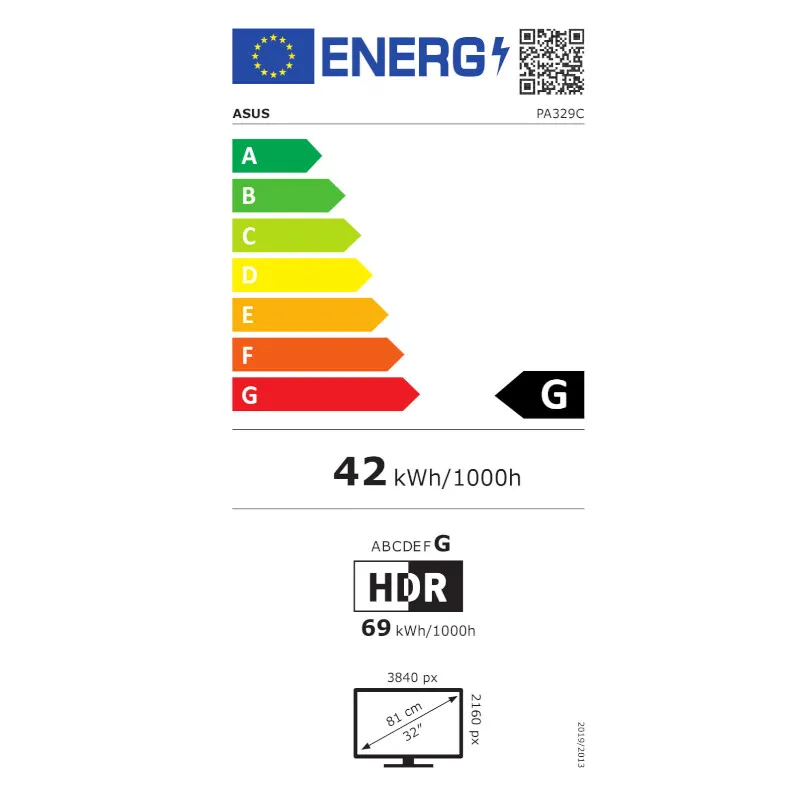 ENERG
ASUS PA329C
A
B
C
D
E
F
G
G
42 kWh/1000h
ABCDEF G
HDR
69 kWh/1000h
3840 px
81 cm
32"
2160 px
2019/2013